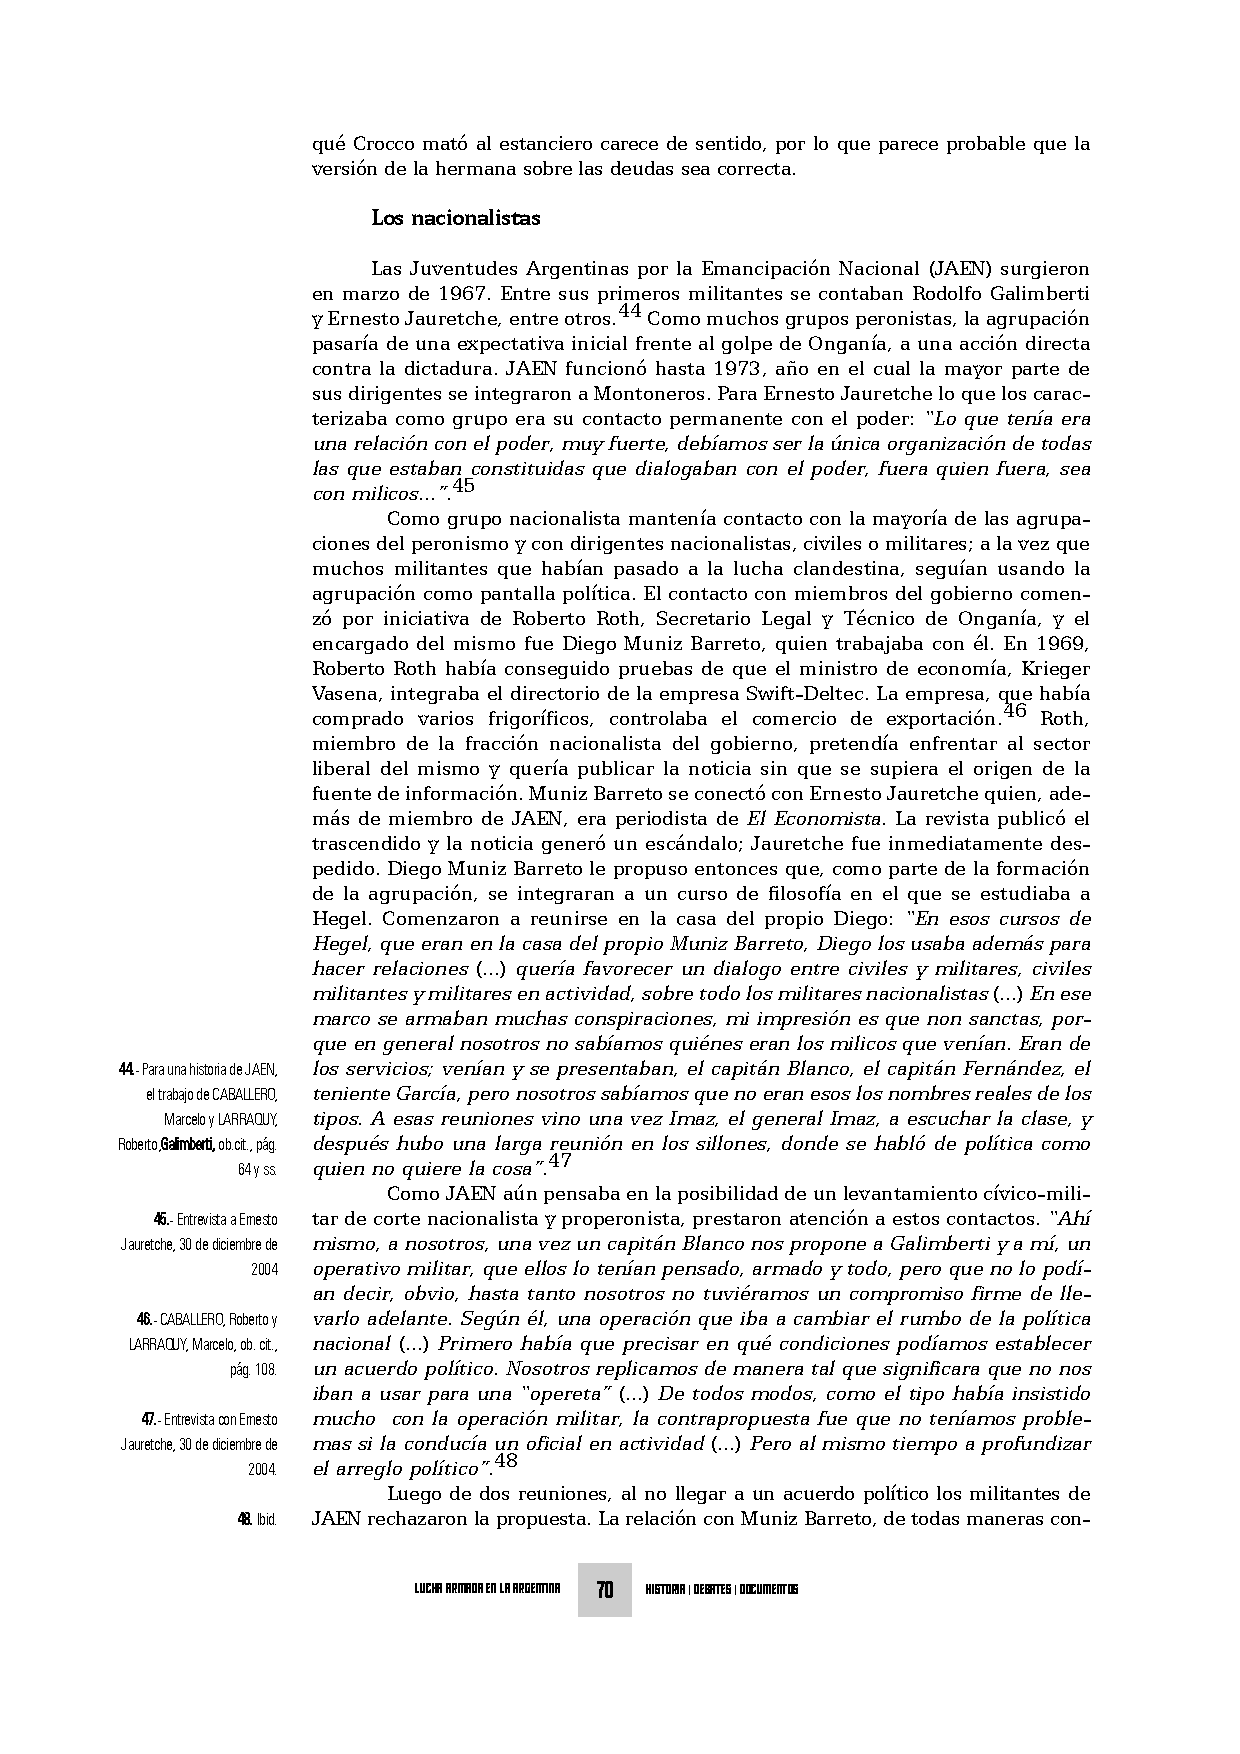 qué Crocco mató al estanciero carece de sentido, por lo que parece probable que la
versión de la hermana sobre las deudas sea correcta.
Los nacionalistas
Las Juventudes Argentinas por la Emancipación Nacional (JAEN) surgieron
en marzo de 1967. Entre sus primeros militantes se contaban Rodolfo Galimberti
y Ernesto Jauretche, entre otros.44 Como muchos grupos peronistas, la agrupación
pasaría de una expectativa inicial frente al golpe de Onganía, a una acción directa
contra la dictadura. JAEN funcionó hasta 1973, año en el cual la mayor parte de
sus dirigentes se integraron a Montoneros. Para Ernesto Jauretche lo que los carac-
terizaba como grupo era su contacto permanente con el poder: "Lo que tenía era
una relación con el poder, muy fuerte, debíamos ser la única organización de todas
las que estaban constituidas que dialogaban con el poder, fuera quien fuera, sea
con milicos...".45
Como grupo nacionalista mantenía contacto con la mayoría de las agrupa-
ciones del peronismo y con dirigentes nacionalistas, civiles o militares; a la vez que
muchos militantes que habían pasado a la lucha clandestina, seguían usando la
agrupación como pantalla política. El contacto con miembros del gobierno comen-
zó por iniciativa de Roberto Roth, Secretario Legal y Técnico de Onganía, y el
encargado del mismo fue Diego Muniz Barreto, quien trabajaba con él. En 1969,
Roberto Roth había conseguido pruebas de que el ministro de economía, Krieger
Vasena, integraba el directorio de la empresa Swift-Deltec. La empresa, que había
comprado varios frigoríficos, controlaba el comercio de exportación.46 Roth,
miembro de la fracción nacionalista del gobierno, pretendía enfrentar al sector
liberal del mismo y quería publicar la noticia sin que se supiera el origen de la
fuente de información. Muniz Barreto se conectó con Ernesto Jauretche quien, ade-
más de miembro de JAEN, era periodista de El Economista. La revista publicó el
trascendido y la noticia generó un escándalo; Jauretche fue inmediatamente des-
pedido. Diego Muniz Barreto le propuso entonces que, como parte de la formación
de la agrupación, se integraran a un curso de filosofía en el que se estudiaba a
Hegel. Comenzaron a reunirse en la casa del propio Diego: "En esos cursos de
Hegel, que eran en la casa del propio Muniz Barreto, Diego los usaba además para
hacer relaciones (...) quería favorecer un dialogo entre civiles y militares, civiles
militantes y militares en actividad, sobre todo los militares nacionalistas (...) En ese
marco se armaban muchas conspiraciones, mi impresión es que non sanctas, por-
que en general nosotros no sabíamos quiénes eran los milicos que venían. Eran de
los servicios; venían y se presentaban, el capitán Blanco, el capitán Fernández, el
teniente García, pero nosotros sabíamos que no eran esos los nombres reales de los
tipos. A esas reuniones vino una vez Imaz, el general Imaz, a escuchar la clase, y
después hubo una larga reunión en los sillones, donde se habló de política como
quien no quiere la cosa".47
Como JAEN aún pensaba en la posibilidad de un levantamiento cívico-mili-
tar de corte nacionalista y properonista, prestaron atención a estos contactos. "Ahí
mismo, a nosotros, una vez un capitán Blanco nos propone a Galimberti y a mí, un
operativo militar, que ellos lo tenían pensado, armado y todo, pero que no lo podí-
an decir, obvio, hasta tanto nosotros no tuviéramos un compromiso firme de lle-
varlo adelante. Según él, una operación que iba a cambiar el rumbo de la política
nacional (...) Primero había que precisar en qué condiciones podíamos establecer
un acuerdo político. Nosotros replicamos de manera tal que significara que no nos
iban a usar para una "opereta" (...) De todos modos, como el tipo había insistido
mucho con la operación militar, la contrapropuesta fue que no teníamos proble-
mas si la conducía un oficial en actividad (...) Pero al mismo tiempo a profundizar
el arreglo político".48
Luego de dos reuniones, al no llegar a un acuerdo político los militantes de
JAEN rechazaron la propuesta. La relación con Muniz Barreto, de todas maneras con-
44.- Para una historia de JAEN,
el trabajo de CABALLERO,
Marcelo y LARRAQUY,
Roberto,Galimberti, ob.cit., pág.
64 y ss.
45.- Entrevista a Ernesto
Jauretche, 30 de diciembre de
2004
46.- CABALLERO, Roberto y
LARRAQUY, Marcelo, ob. cit.,
pág. 108.
47.- Entrevista con Ernesto
Jauretche, 30 de diciembre de
2004.
48. Ibid.
LUCHA ARMADA EN LA ARGENTINA 70 HISTORIA | DEBATES | DOCUMENTOS